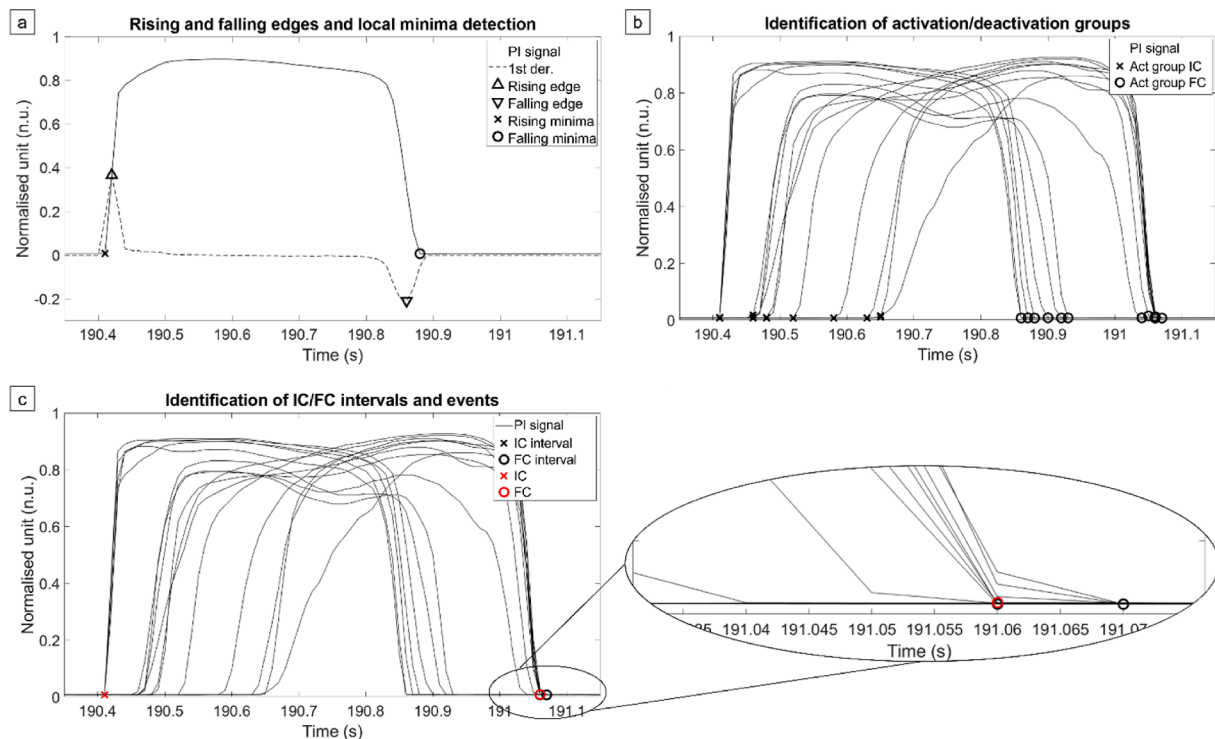 a
Rising and falling edges and local minima detection
1
0.8
0.6
0.4
0.2
0
-0.2
Normalised unit (n.u.)
190.4 190.5 190.6 190.7 190.8 190.9 191 191.1
Time (s)
PI signal
1st der.
Rising edge
Falling edge
Rising minima
Falling minima
b
Identification of activation/deactivation groups
1
0.8
0.6
0.4
0.2
0
Normalised unit (n.u.)
190.4 190.5 190.6 190.7 190.8 190.9 191 191.1
Time (s)
PI signal
Act group IC
Act group FC
c
Identification of IC/FC intervals and events
1
0.8
0.6
0.4
0.2
0
Normalised unit (n.u.)
190.4 190.5 190.6 190.7 190.8 190.9 191 191.1
Time (s)
PI signal
IC interval
FC interval
IC
FC
191.04 191.045 191.05 191.055 191.06 191.065 191.07
Time (s)